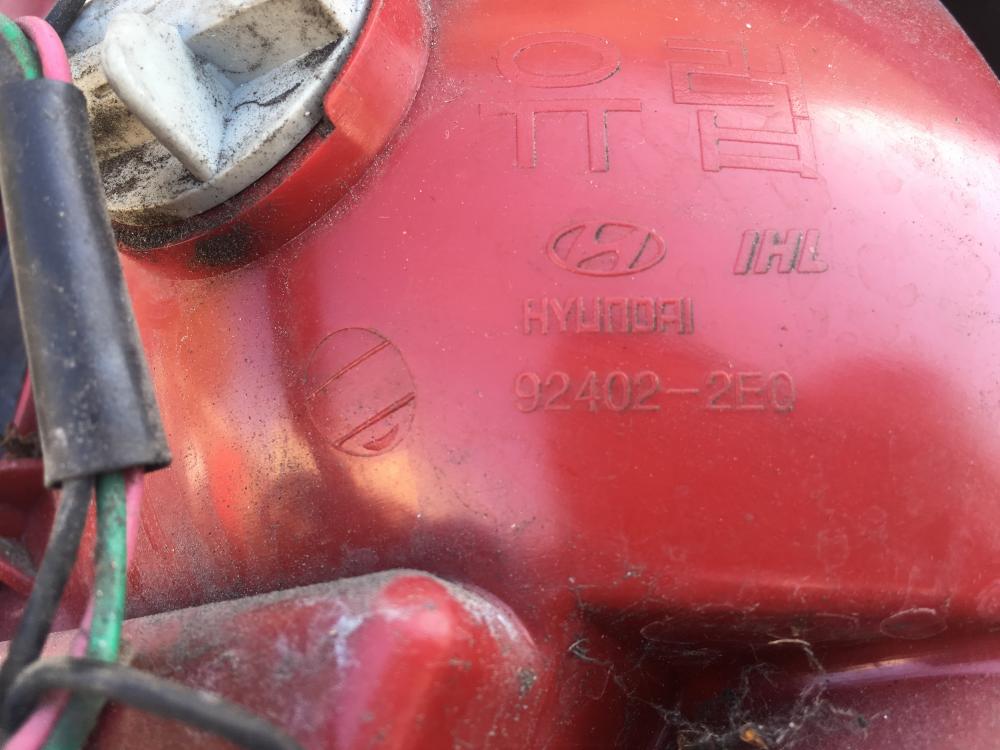 유럽
IHL
HYUNDAI
92402-2E0